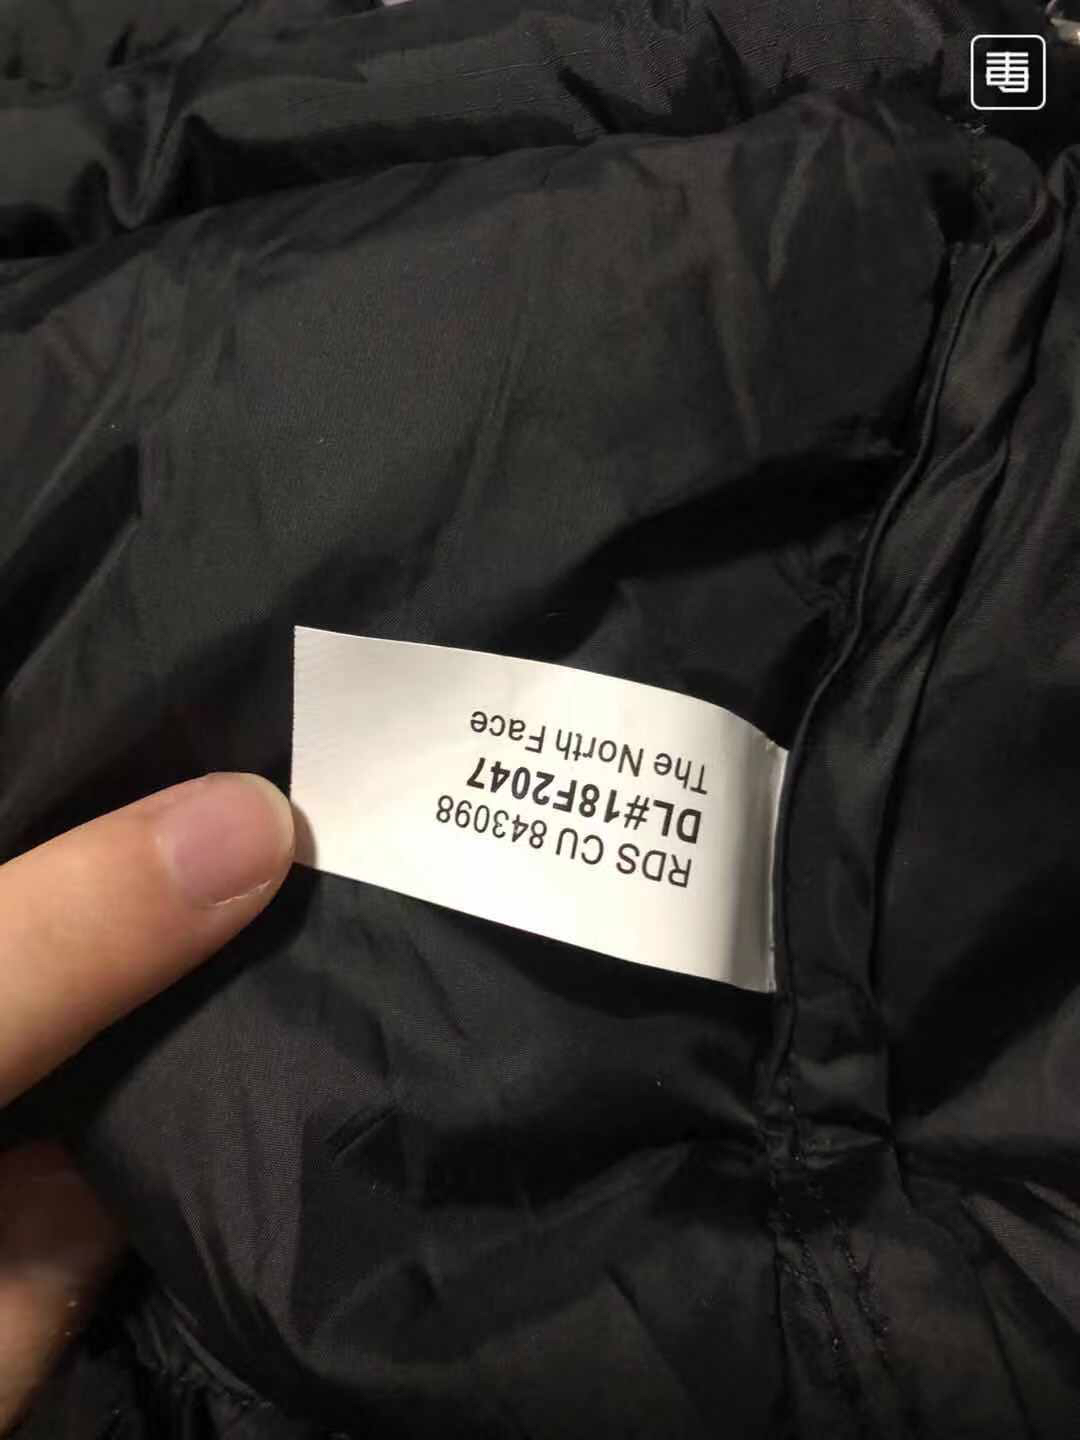 RDS CU 843098
DL#18F2047
The North Face